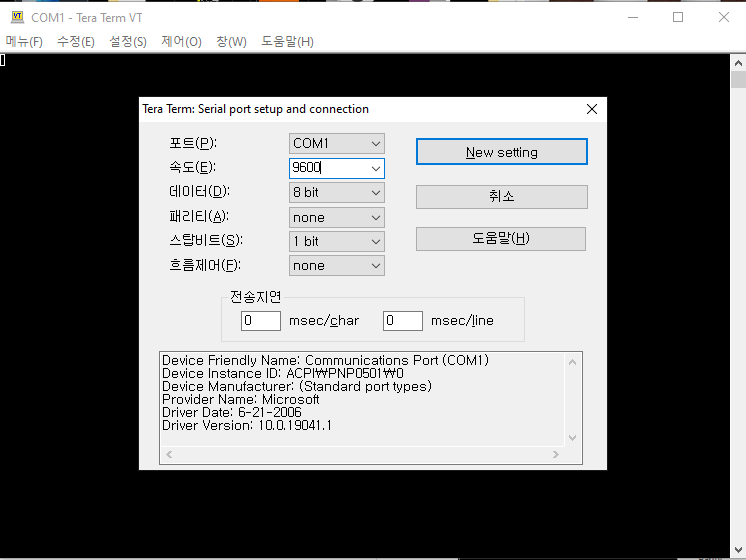 VT
COM1 - Tera Term VT
메뉴(F) 수정(E) 설정(S) 제어(O) 창(W) 도움말(H)
Tera Term: Serial port setup and connection
포트(P): COM1 New setting
속도(E): 9600
데이터(D): 8 bit 취소
패리티(A): none
스탑비트(S): 1 bit 도움말(H)
흐름제어(F): none
전송지연
0 msec/char 0 msec/line
Device Friendly Name: Communications Port (COM1)
Device Instance ID: ACPI₩PNP0501₩0
Device Manufacturer: (Standard port types)
Provider Name: Microsoft
Driver Date: 6-21-2006
Driver Version: 10.0.19041.1